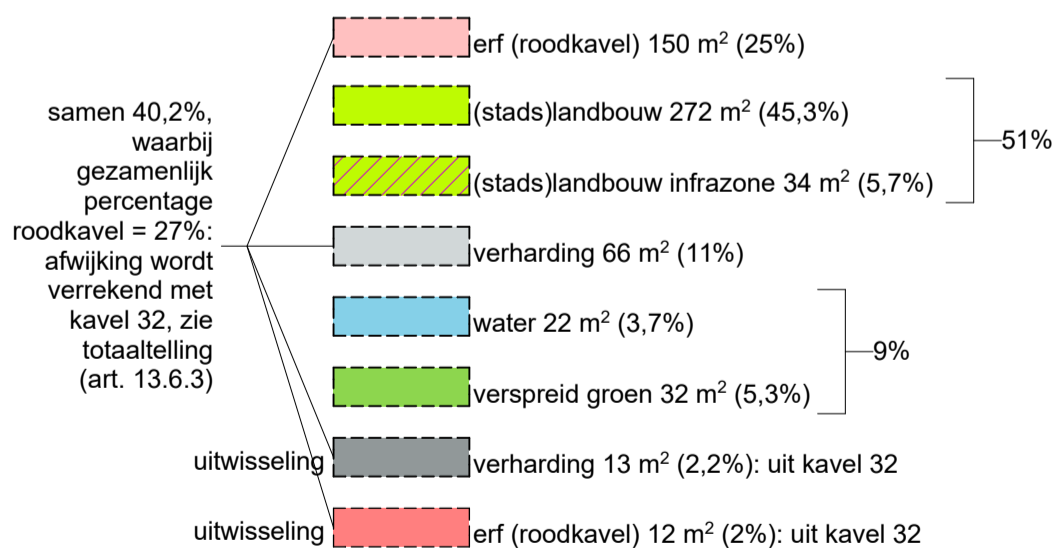 erf (roodkavel) 150 m² (25%)
(stads)landbouw 272 m² (45,3%)
(stads)landbouw infrazone 34 m² (5,7%)
51%
samen 40,2%,
waarbij
gezamenlijk
percentage
roodkavel = 27%:
afwijking wordt
verrekend met
kavel 32, zie
totaaltelling
(art. 13.6.3)
verharding 66 m² (11%)
water 22 m² (3,7%)
verspreid groen 32 m² (5,3%)
9%
uitwisseling verharding 13 m² (2,2%): uit kavel 32
uitwisseling erf (roodkavel) 12 m² (2%): uit kavel 32